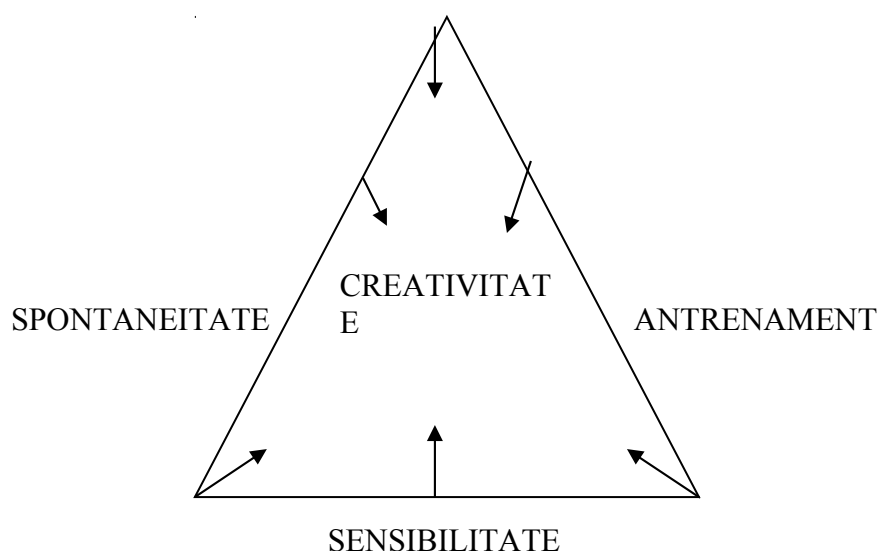 CREATIVITAT
E
SPONTANEITATE
ANTRENAMENT
SENSIBILITATE